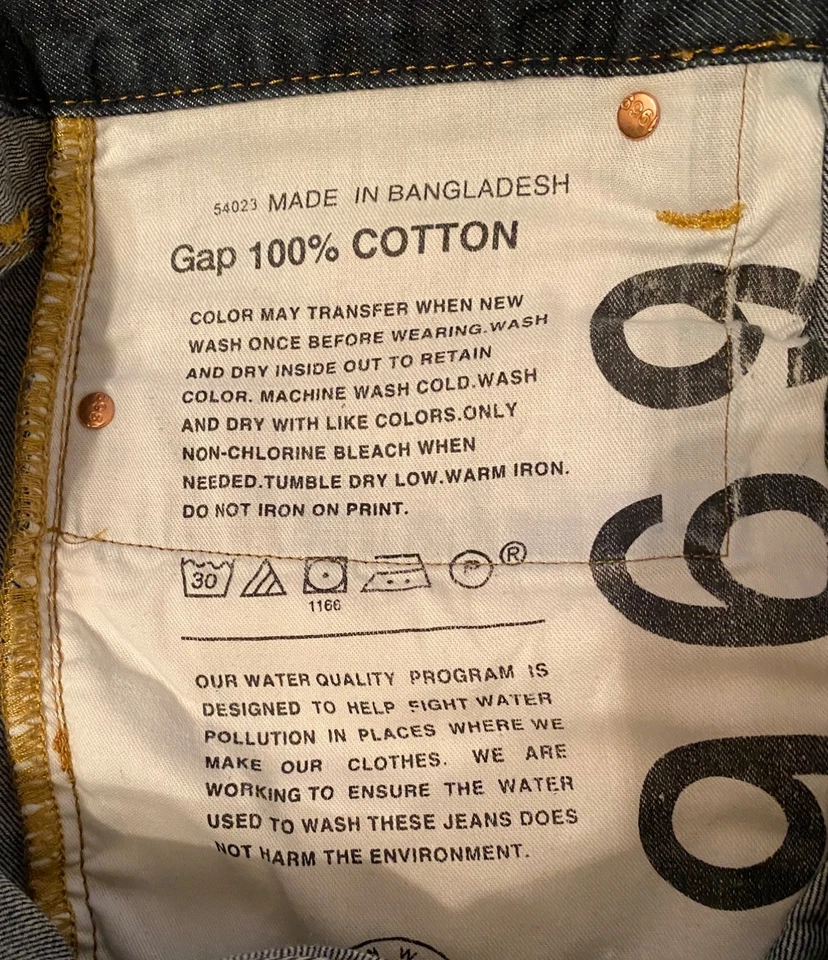 54023 MADE IN BANGLADESH
Gap 100% COTTON
COLOR MAY TRANSFER WHEN NEW
WASH ONCE BEFORE WEARING.WASH
AND DRY INSIDE OUT TO RETAIN
COLOR. MACHINE WASH COLD.WASH
AND DRY WITH LIKE COLORS.ONLY
NON-CHLORINE BLEACH WHEN
NEEDED.TUMBLE DRY LOW.WARM IRON.
DO NOT IRON ON PRINT.
30
P ®
1166
OUR WATER QUALITY PROGRAM IS
DESIGNED TO HELP FIGHT WATER
POLLUTION IN PLACES WHERE WE
MAKE OUR CLOTHES. WE ARE
WORKING TO ENSURE THE WATER
USED TO WASH THESE JEANS DOES
NOT HARM THE ENVIRONMENT.
W